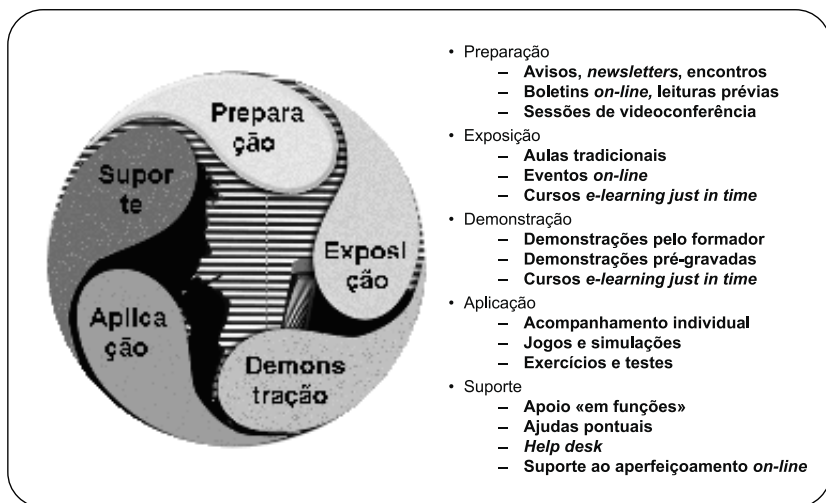 Prepara
ção
Supor
te
Exposi
ção
Aplica
ção
Demons
tração
• Preparação
– Avisos, newsletters, encontros
– Boletins on-line, leituras prévias
– Sessões de videoconferência
• Exposição
– Aulas tradicionais
– Eventos on-line
– Cursos e-learning just in time
• Demonstração
– Demonstrações pelo formador
– Demonstrações pré-gravadas
– Cursos e-learning just in time
• Aplicação
– Acompanhamento individual
– Jogos e simulações
– Exercícios e testes
• Suporte
– Apoio «em funções»
– Ajudas pontuais
– Help desk
– Suporte ao aperfeiçoamento on-line